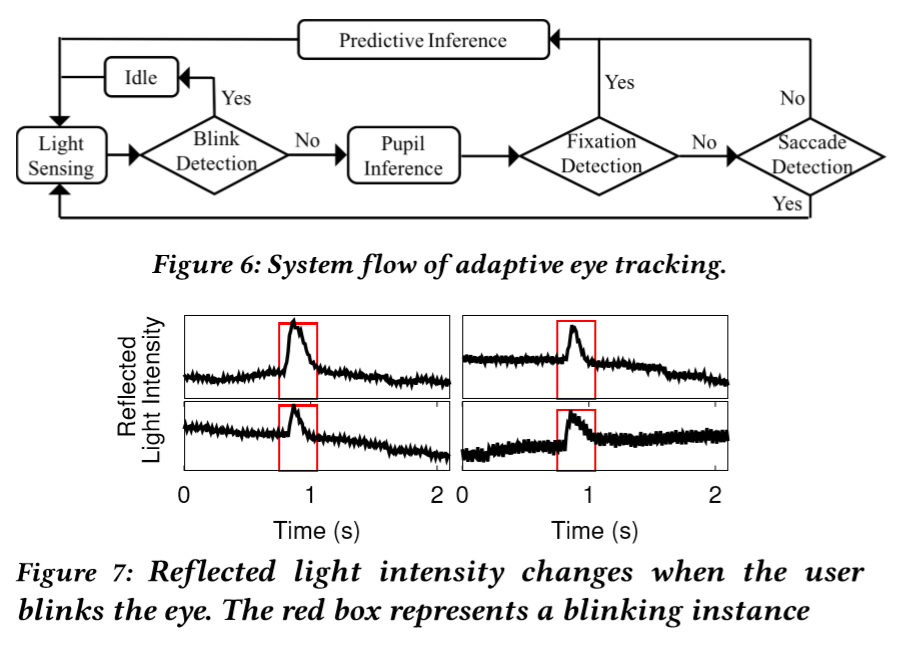 Predictive Inference
Idle
Yes
Yes
No
Light
Sensing
Blink
Detection
No
Pupil
Inference
Fixation
Detection
No
Saccade
Detection
Yes
Figure 6: System flow of adaptive eye tracking.
Reflected
Light Intensity
0 1 2 0 1 2
Time (s) Time (s)
Figure 7: Reflected light intensity changes when the user
blinks the eye. The red box represents a blinking instance